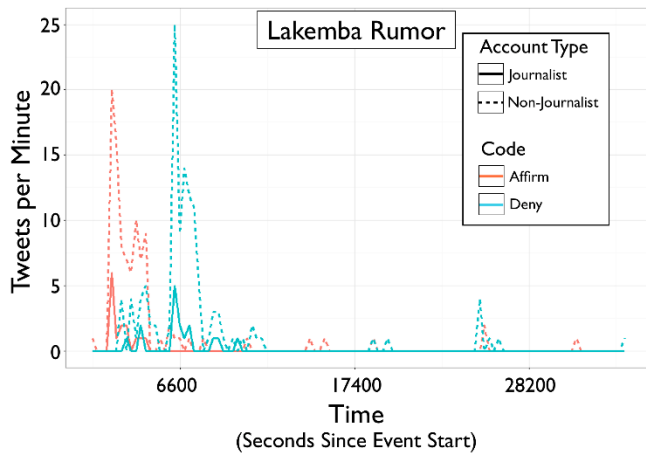 Lakemba Rumor
Account Type
Journalist
Non-Journalist
Code
Affirm
Deny
Tweets per Minute
25
20
15
10
5
0
6600
17400
28200
Time
(Seconds Since Event Start)